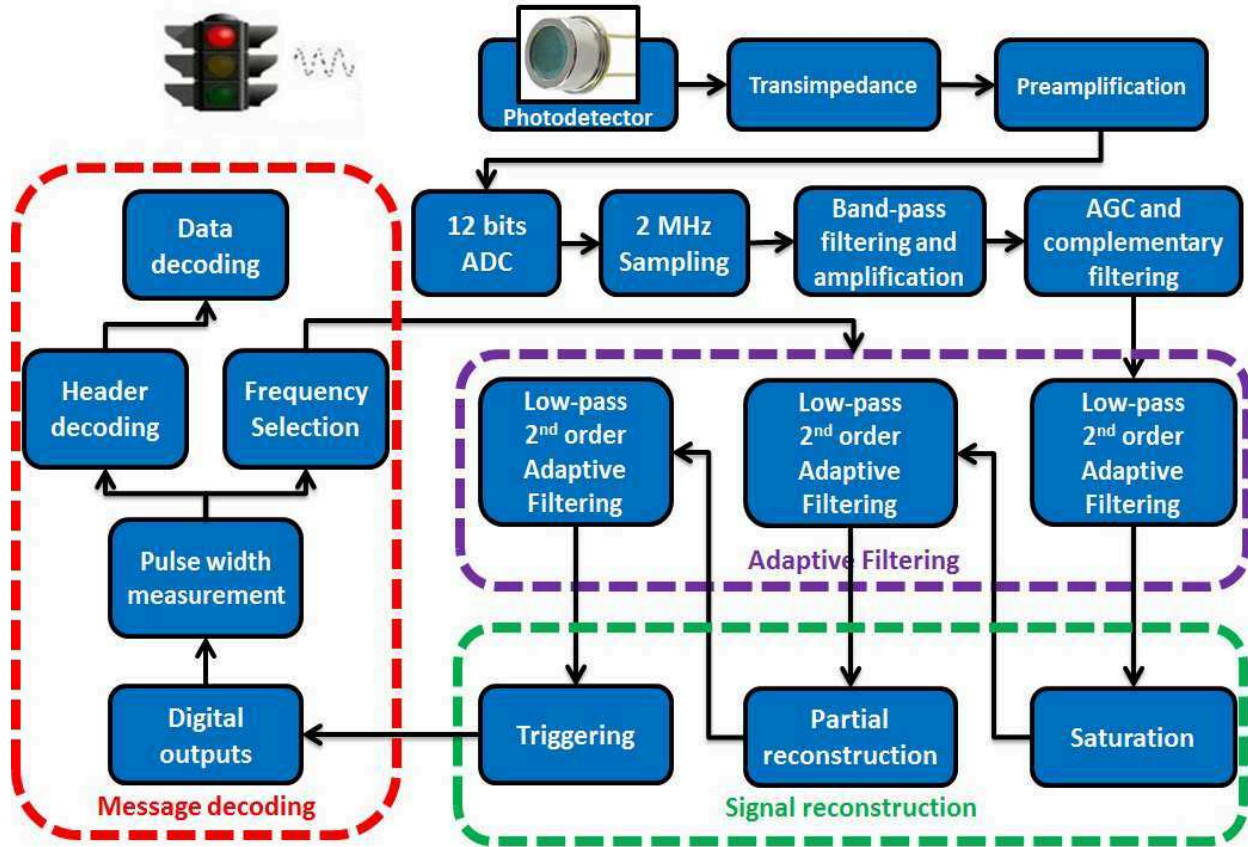 Photodetector
Transimpedance
Preamplification
12 bits
ADC
2 MHz
Sampling
Band-pass
filtering and
amplification
AGC and
complementary
filtering
Data
decoding
Header
decoding
Frequency
Selection
Low-pass
2nd order
Adaptive
Filtering
Low-pass
2nd order
Adaptive
Filtering
Low-pass
2nd order
Adaptive
Filtering
Adaptive Filtering
Pulse width
measurement
Digital
outputs
Triggering
Partial
reconstruction
Saturation
Message decoding
Signal reconstruction